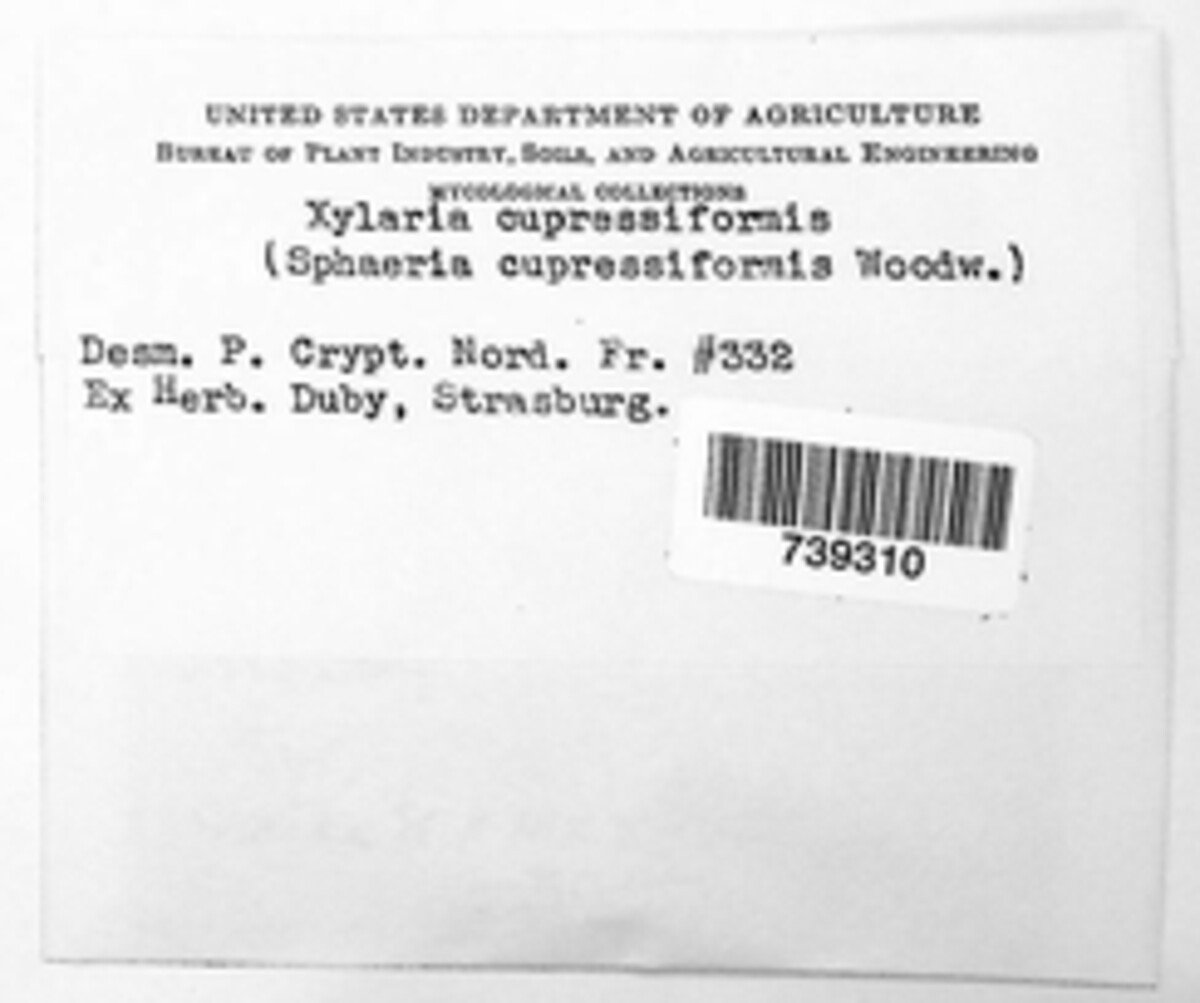 UNITED STATES DEPARTMENT OF AGRICULTURE
BUREAU OF PLANT INDUSTRY, SOILS, AND AGRICULTURAL ENGINEERING
MYCOLOGICAL COLLECTIONS
Xylaria cupressiformis
(Sphaeria cupressiformis Woodw.)
Desm. P. Crypt. Nord. Fr. #332
Ex Herb. Duby, Strasburg.
739310